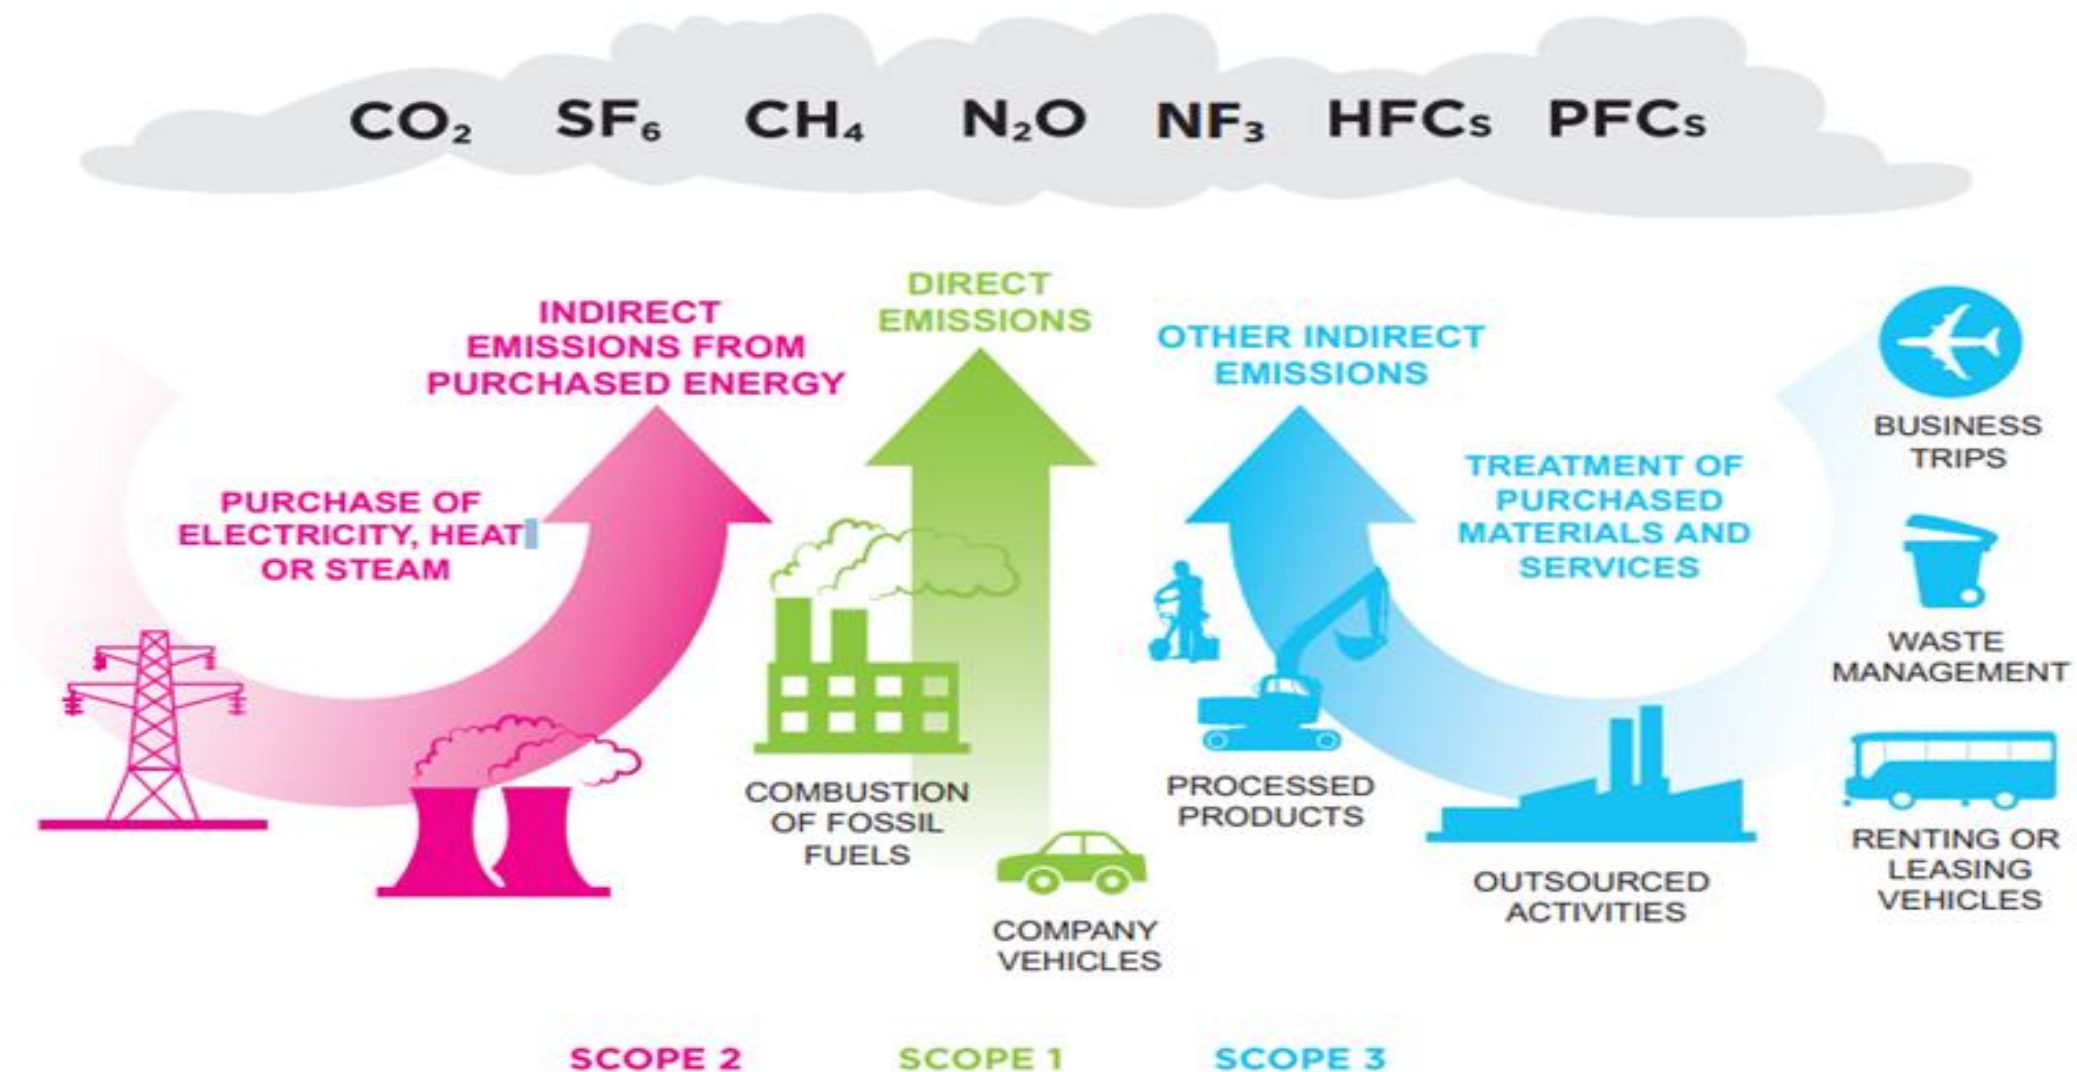 CO₂ SF₆ CH₄ N₂O NF₃ HFCs PFCs
INDIRECT
EMISSIONS FROM
PURCHASED ENERGY
PURCHASE OF
ELECTRICITY, HEAT
OR STEAM
DIRECT
EMISSIONS
COMBUSTION
OF FOSSIL
FUELS
COMPANY
VEHICLES
OTHER INDIRECT
EMISSIONS
TREATMENT OF
PURCHASED
MATERIALS AND
SERVICES
PROCESSED
PRODUCTS
OUTSOURCED
ACTIVITIES
BUSINESS
TRIPS
WASTE
MANAGEMENT
RENTING OR
LEASING
VEHICLES
SCOPE 2 SCOPE 1 SCOPE 3